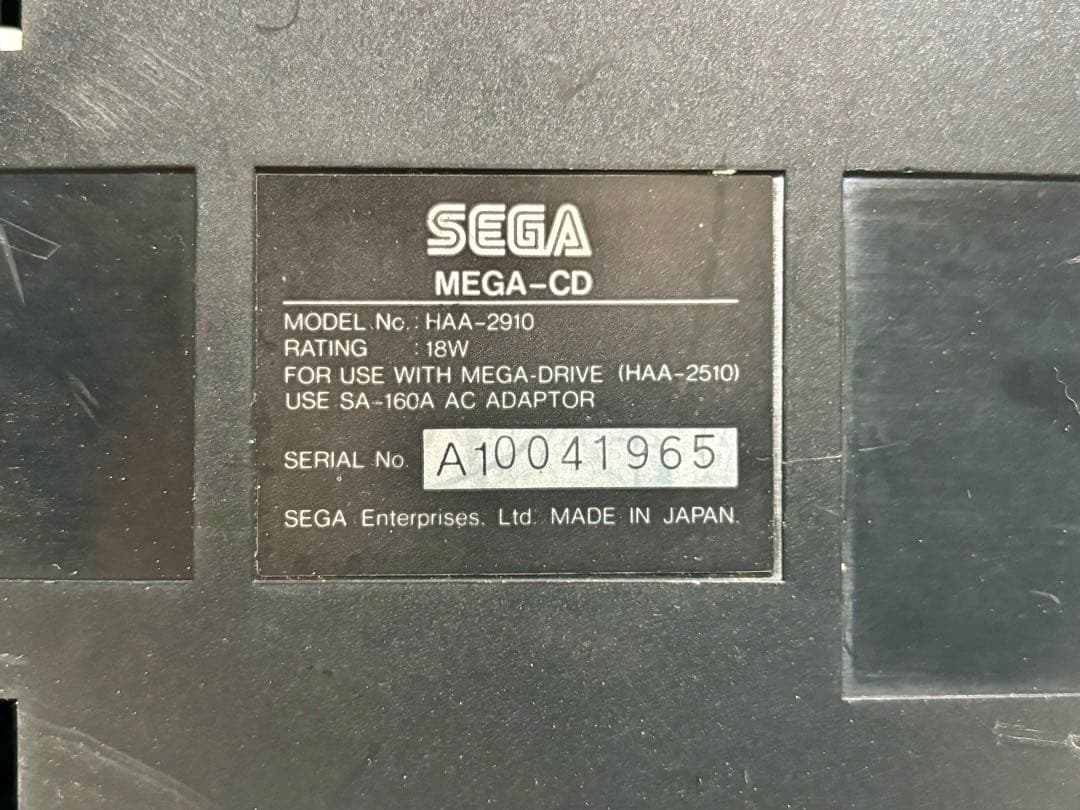 SEGA
MEGA-CD
MODEL No. : HAA-2910
RATING : 18W
FOR USE WITH MEGA-DRIVE (HAA-2510)
USE SA-160A AC ADAPTOR
SERIAL No. A10041965
SEGA Enterprises, Ltd. MADE IN JAPAN.